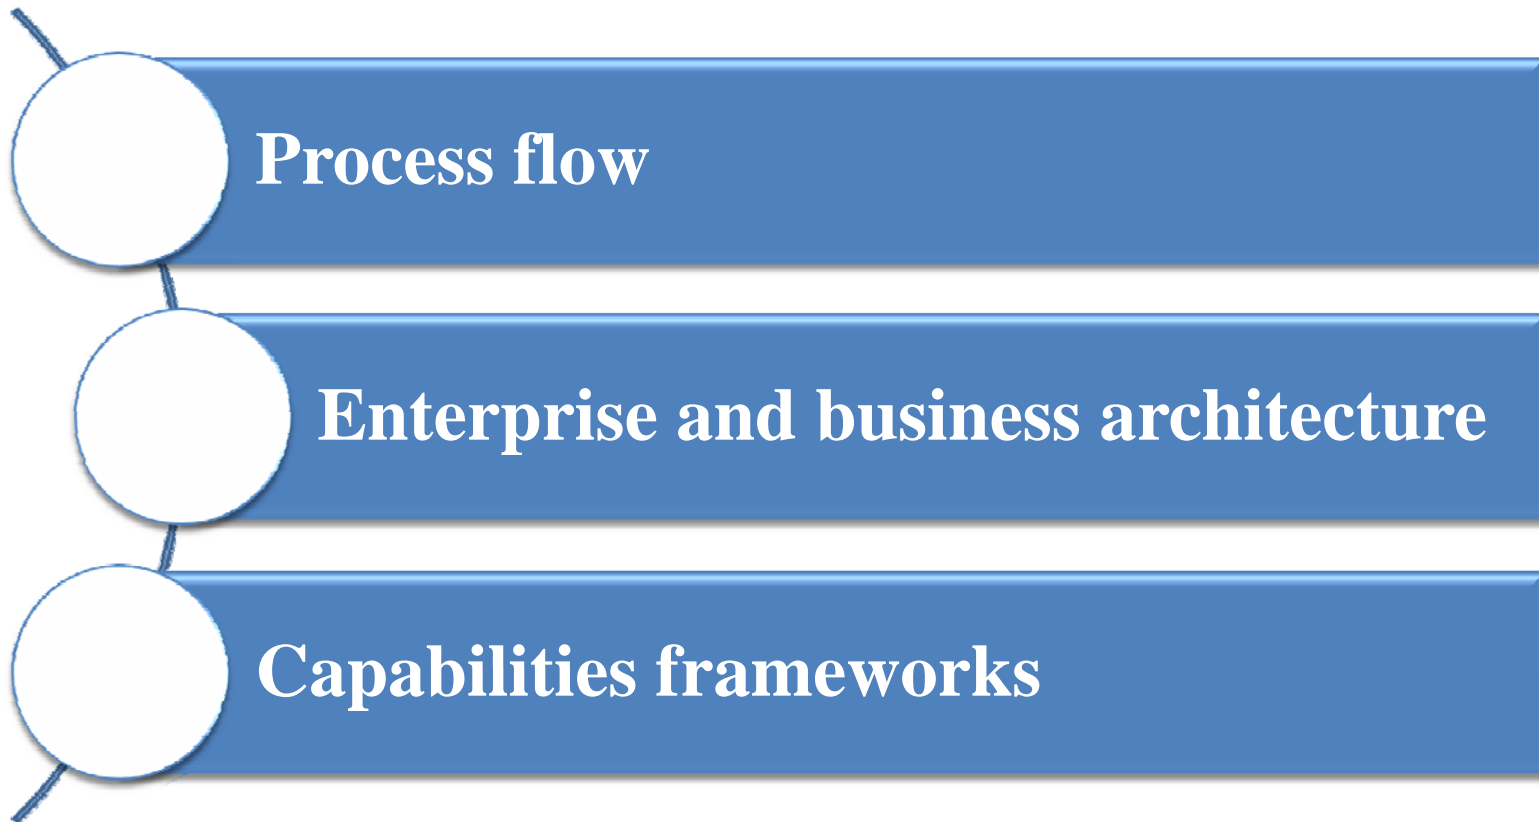 Process flow
Enterprise and business architecture
Capabilities frameworks